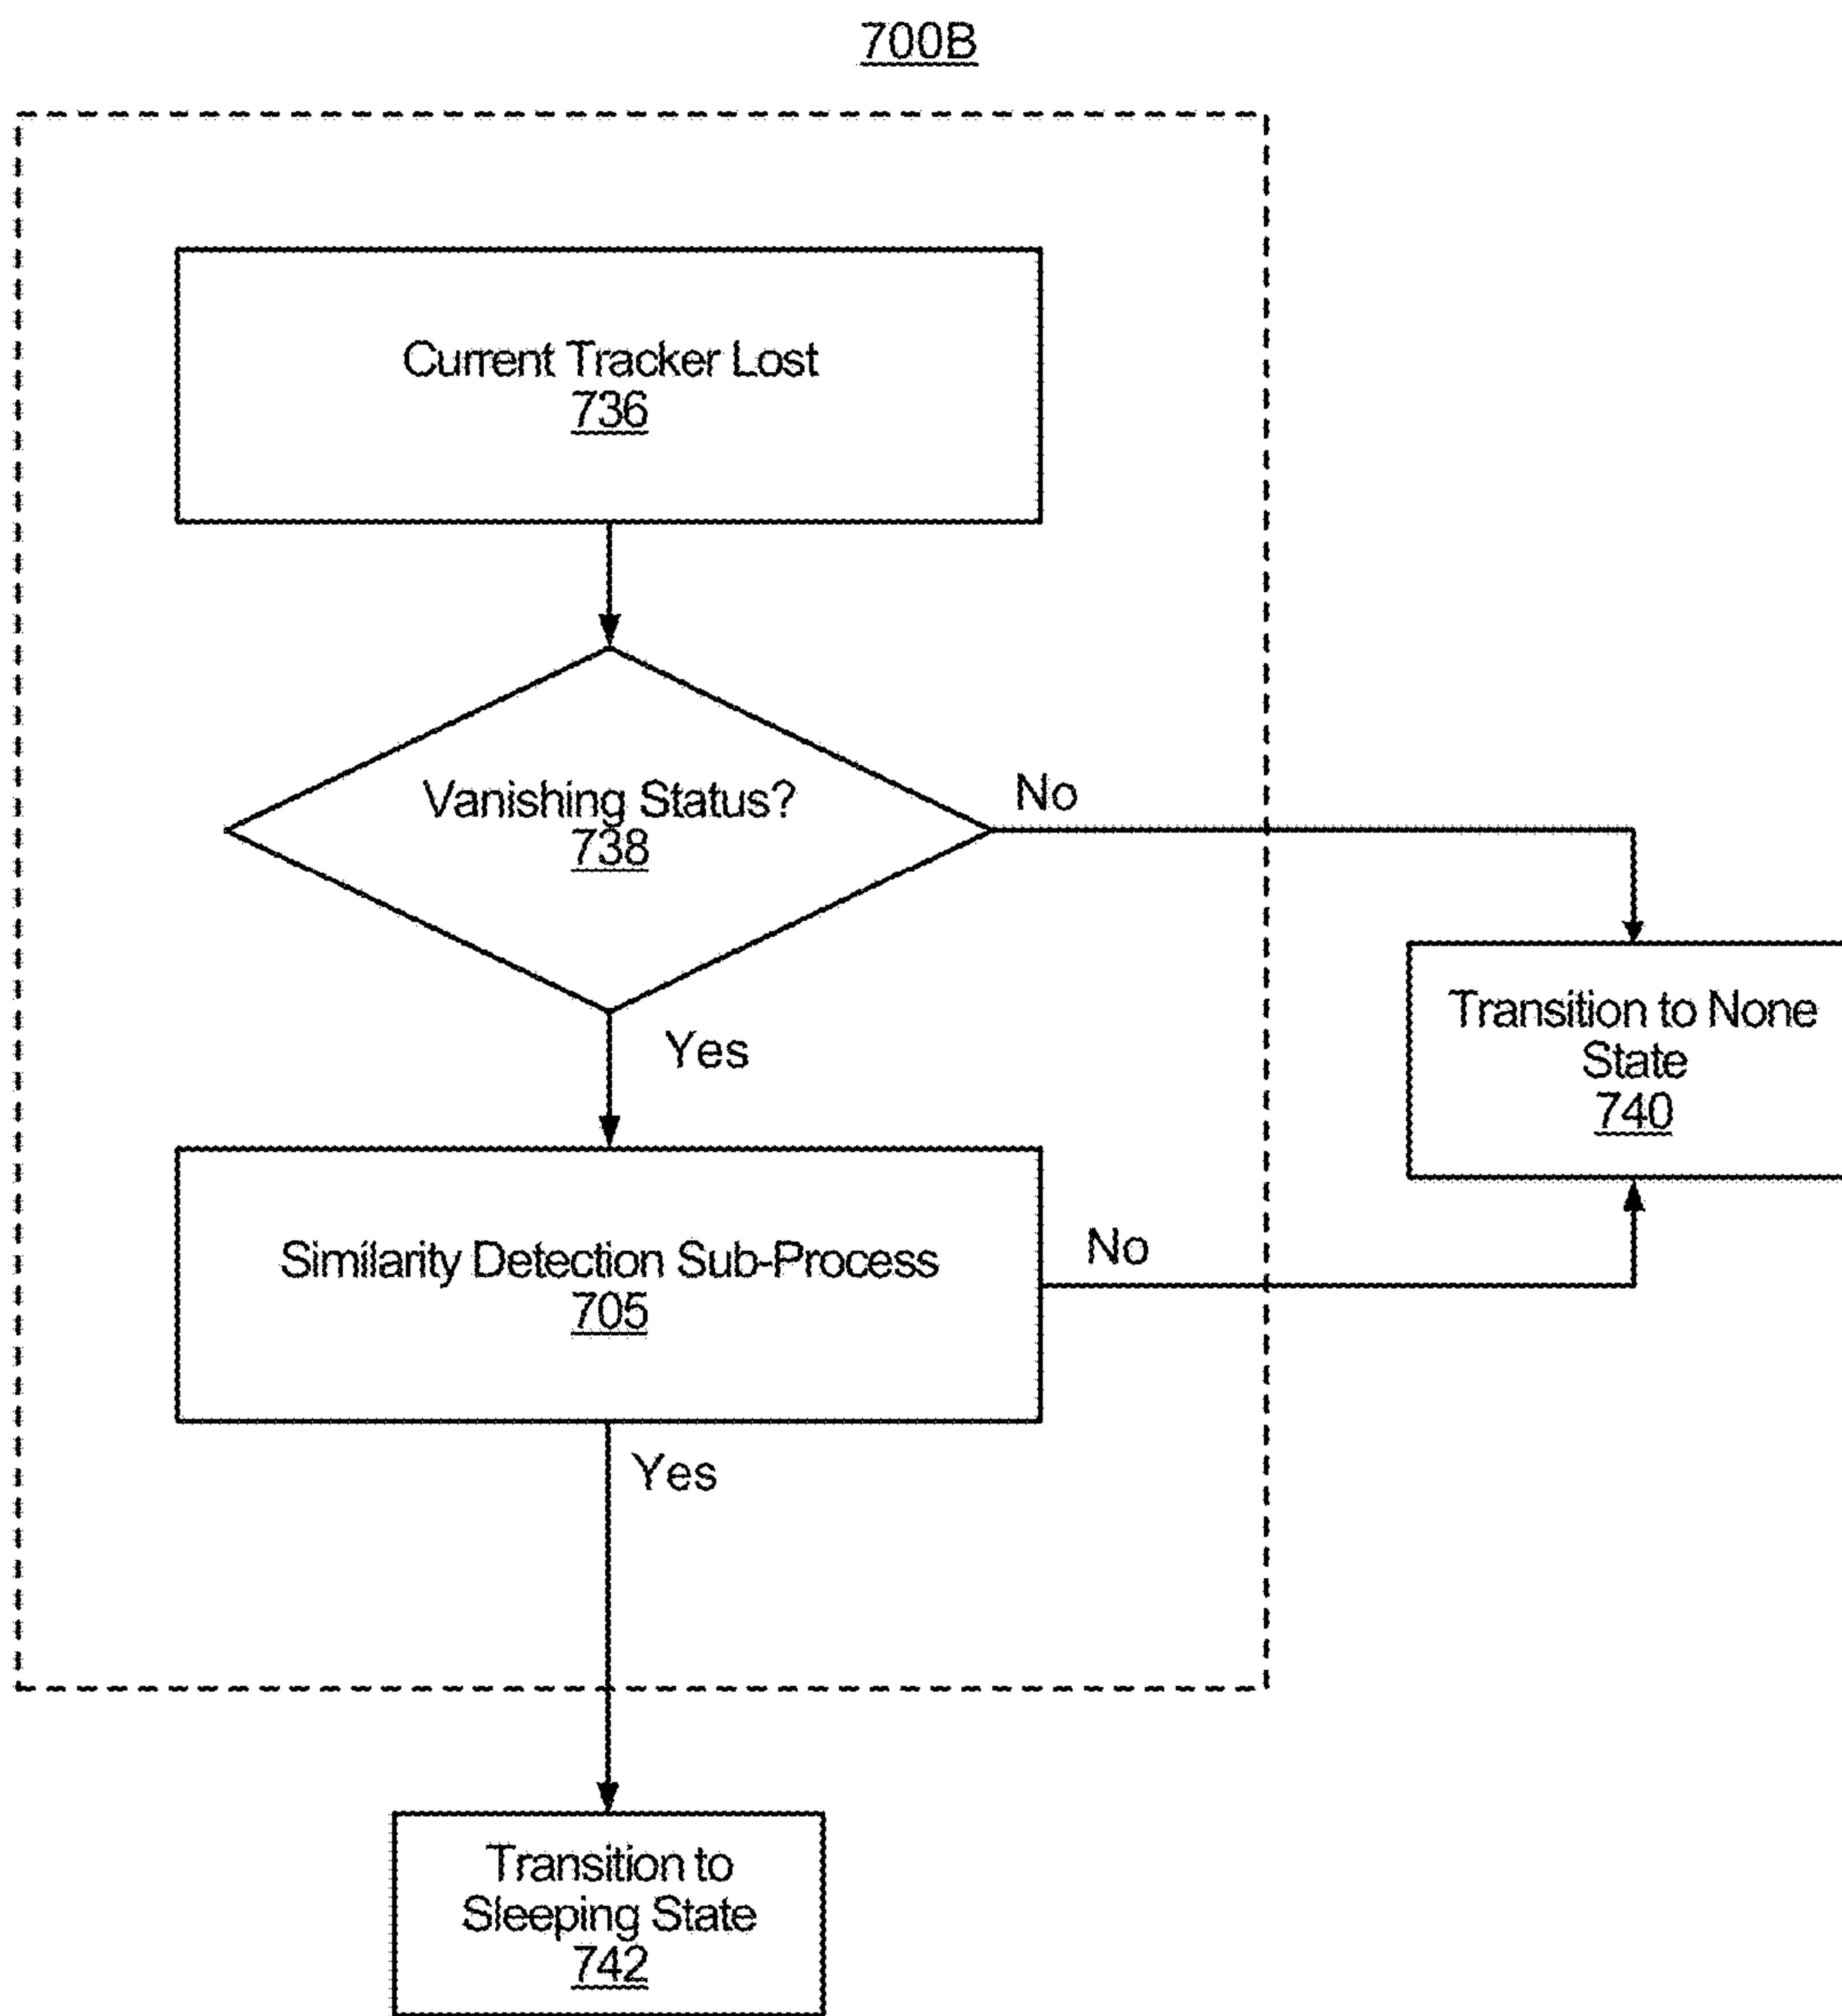 700B
Current Tracker Lost
736
Vanishing Status?
738
No
Yes
Transition to None
State
740
Similarity Detection Sub-Process
705
No
Yes
Transition to
Sleeping State
742